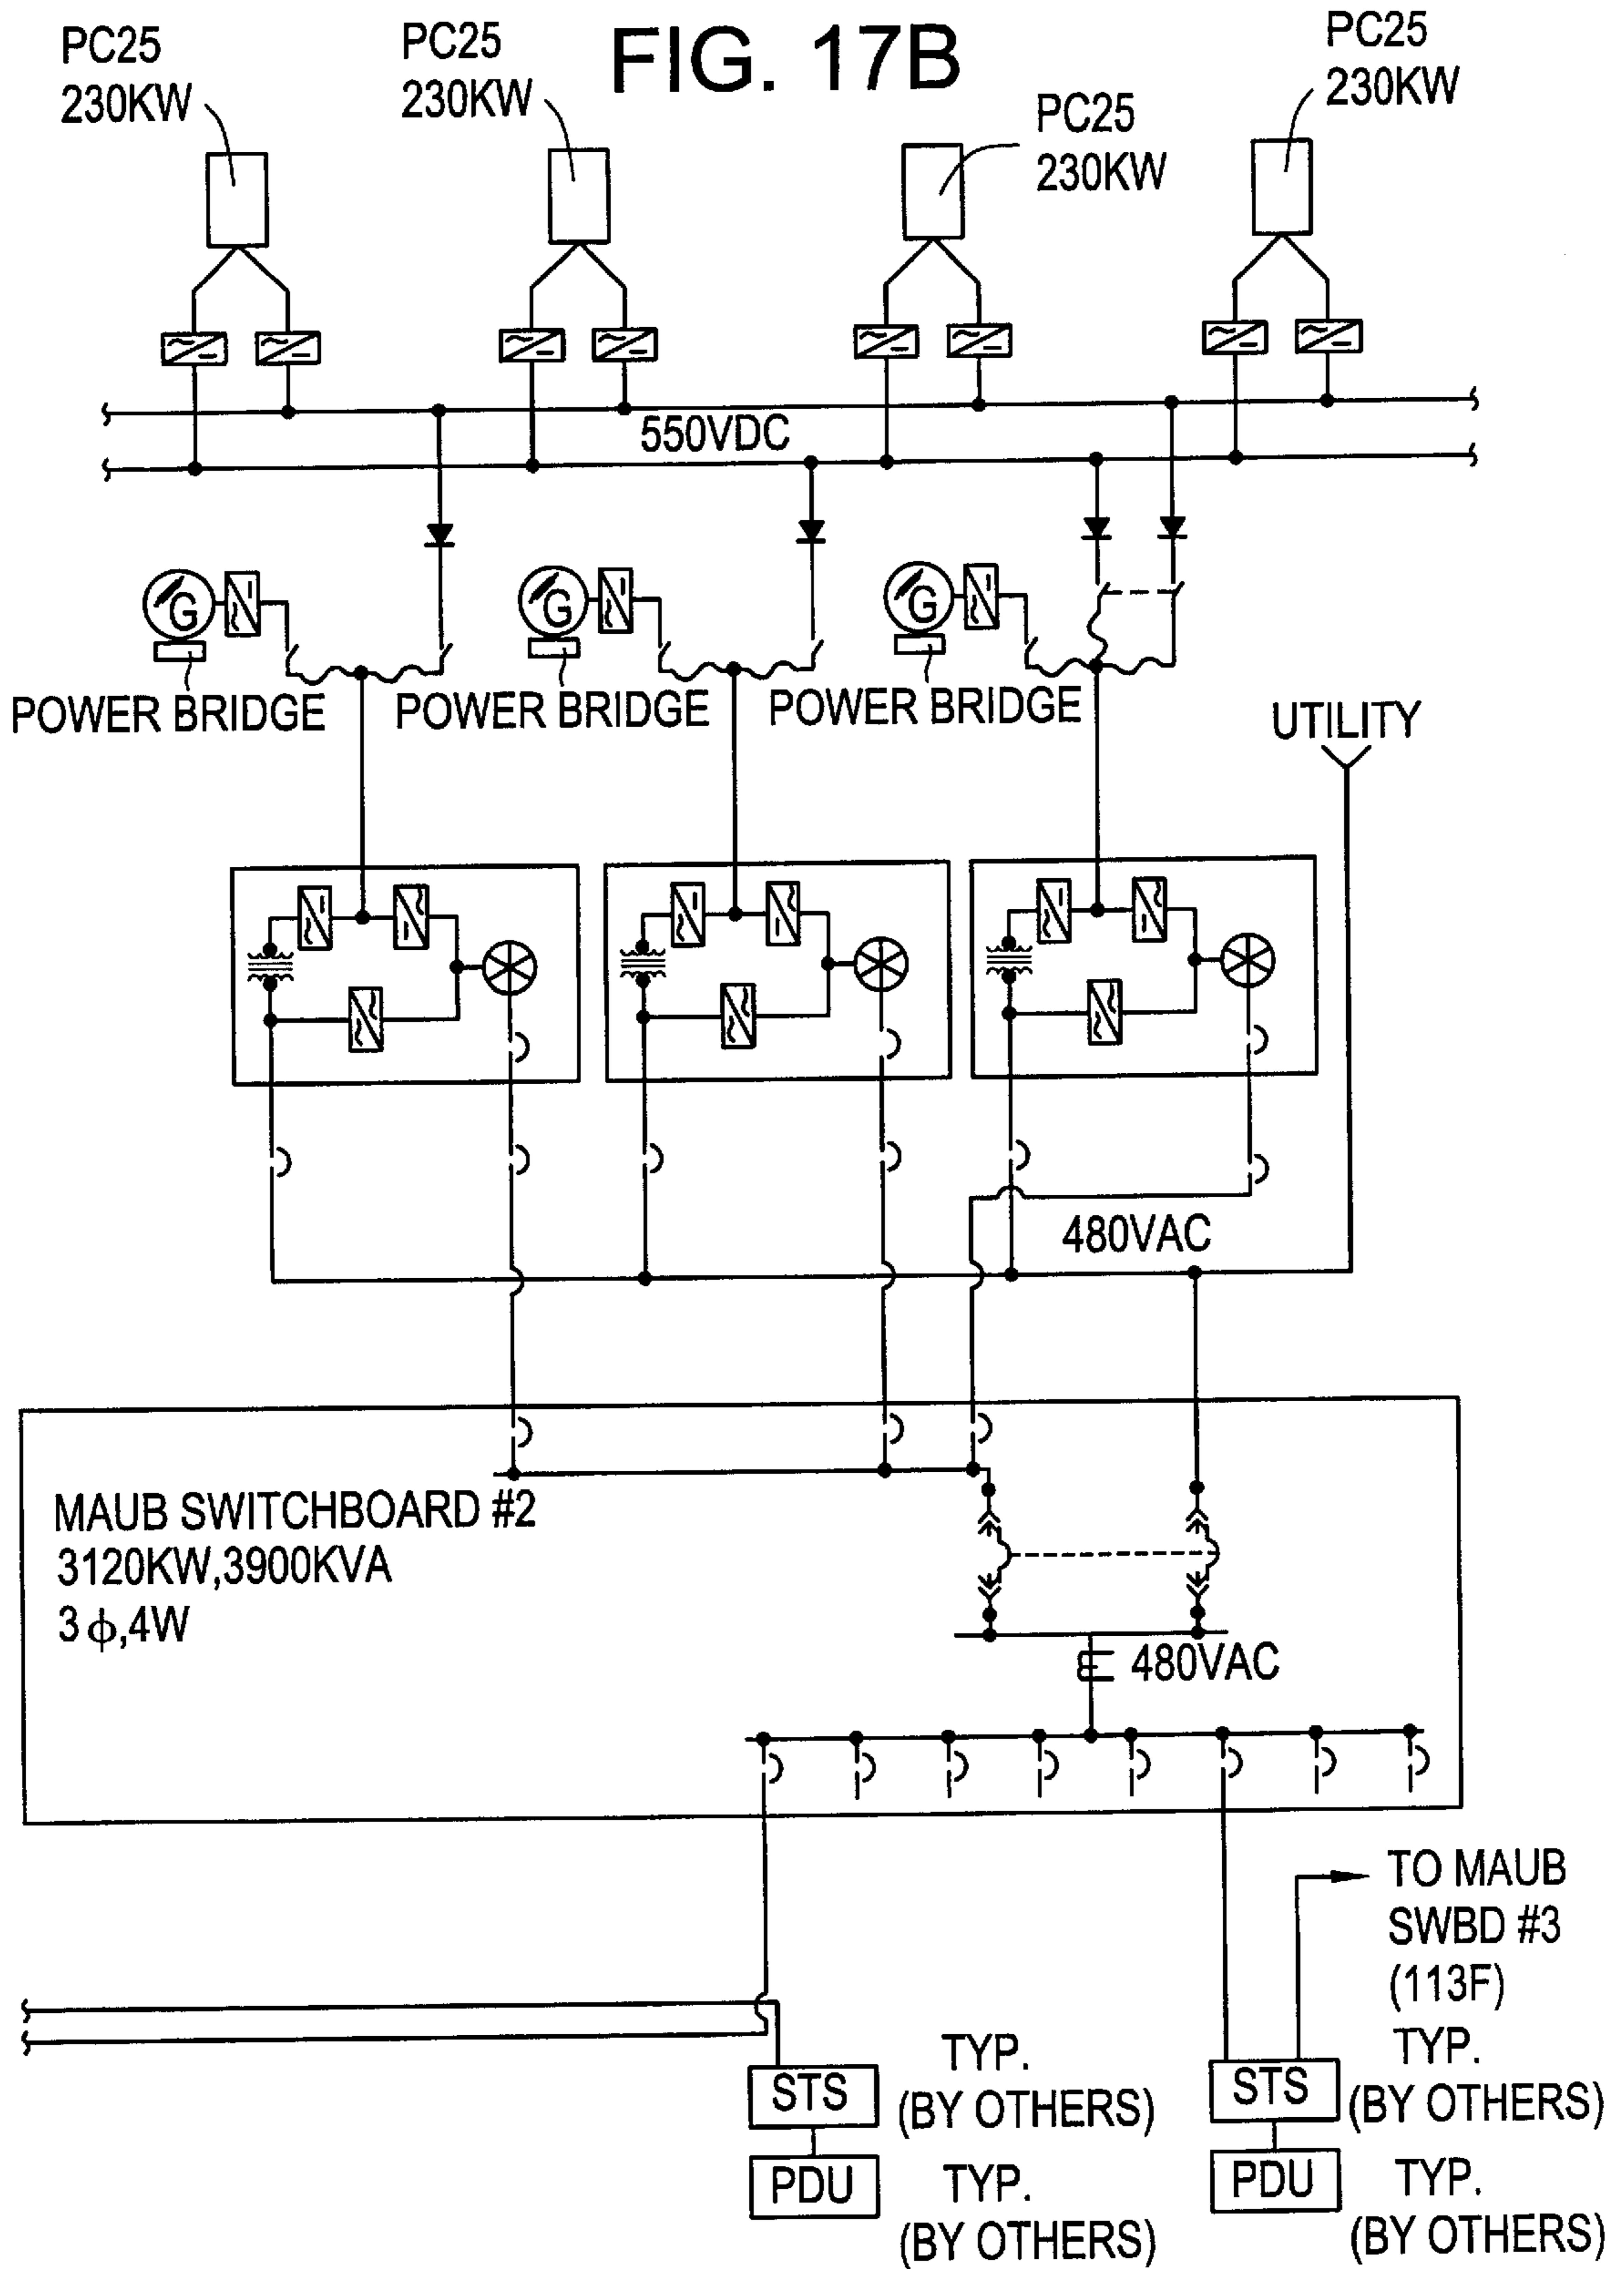 FIG. 17B
PC25
230KW
PC25
230KW
PC25
230KW
PC25
230KW
550VDC
G
G
G
POWER BRIDGE
POWER BRIDGE
POWER BRIDGE
UTILITY
480VAC
MAUB SWITCHBOARD #2
3120KW,3900KVA
3 ϕ,4W
480VAC
TO MAUB
SWBD #3
(113F)
STS
TYP.
(BY OTHERS)
STS
TYP.
(BY OTHERS)
PDU
TYP.
(BY OTHERS)
PDU
TYP.
(BY OTHERS)